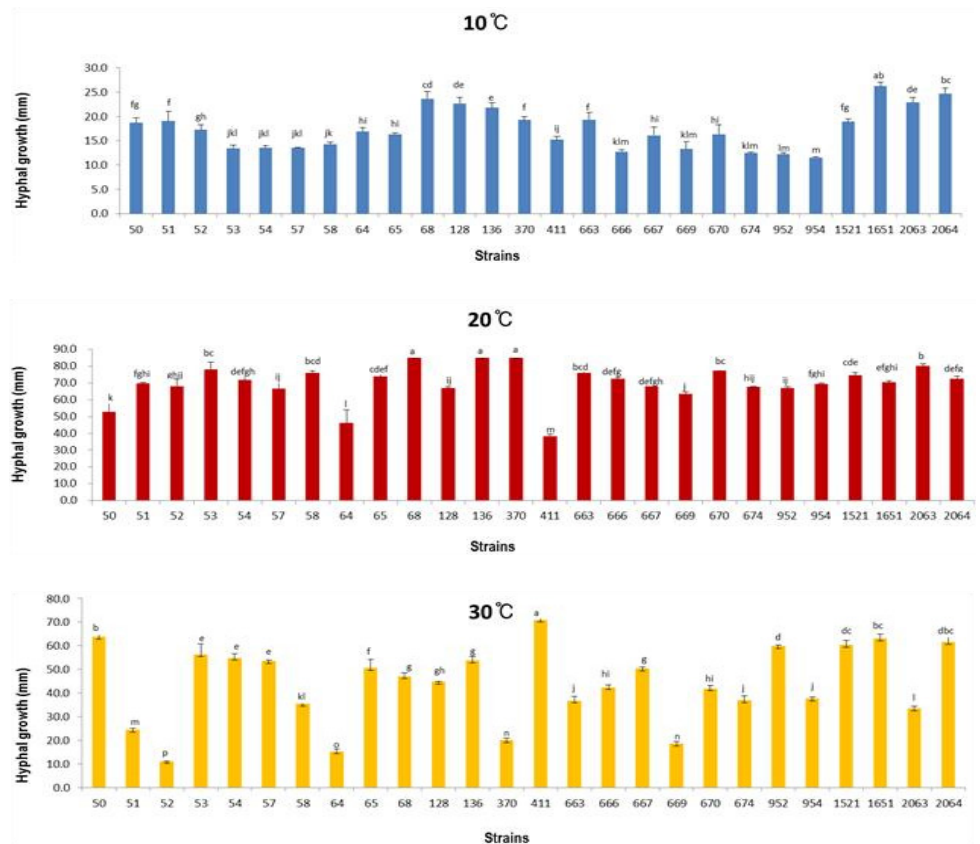 10 ℃
Hyphal growth (mm)
30.0
25.0
20.0
15.0
10.0
5.0
0.0
fg f gh jkl jkl jkl jk hi hi cd de e f ij f klm hi klm hi klm lm m fg ab de bc
50 51 52 53 54 57 58 64 65 68 128 136 370 411 663 666 667 669 670 674 952 954 1521 1651 2063 2064
Strains
20 ℃
Hyphal growth (mm)
90.0
80.0
70.0
60.0
50.0
40.0
30.0
20.0
10.0
0.0
k fghi ghij bc defgh ij bcd l cdef a ij a a m bcd defg defgh j bc hij ij fghi cde efghi b defg
50 51 52 53 54 57 58 64 65 68 128 136 370 411 663 666 667 669 670 674 952 954 1521 1651 2063 2064
Strains
30 ℃
Hyphal growth (mm)
80.0
70.0
60.0
50.0
40.0
30.0
20.0
10.0
0.0
b m p e e e kl o f g gh g n a j hi g n hi j d j dc bc l dbc
50 51 52 53 54 57 58 64 65 68 128 136 370 411 663 666 667 669 670 674 952 954 1521 1651 2063 2064
Strains